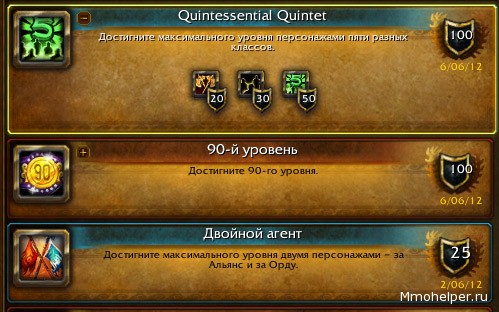 Quintessential Quintet
Достигните максимального уровня персонажами пяти разных
классов.
100
6/06/12
20
30
50
90-й уровень
Достигните 90-го уровня.
90
100
6/06/12
Двойной агент
Достигните максимального уровня двумя персонажами – за
Альянс и за Орду.
25
2/06/12
Mmohelper.ru